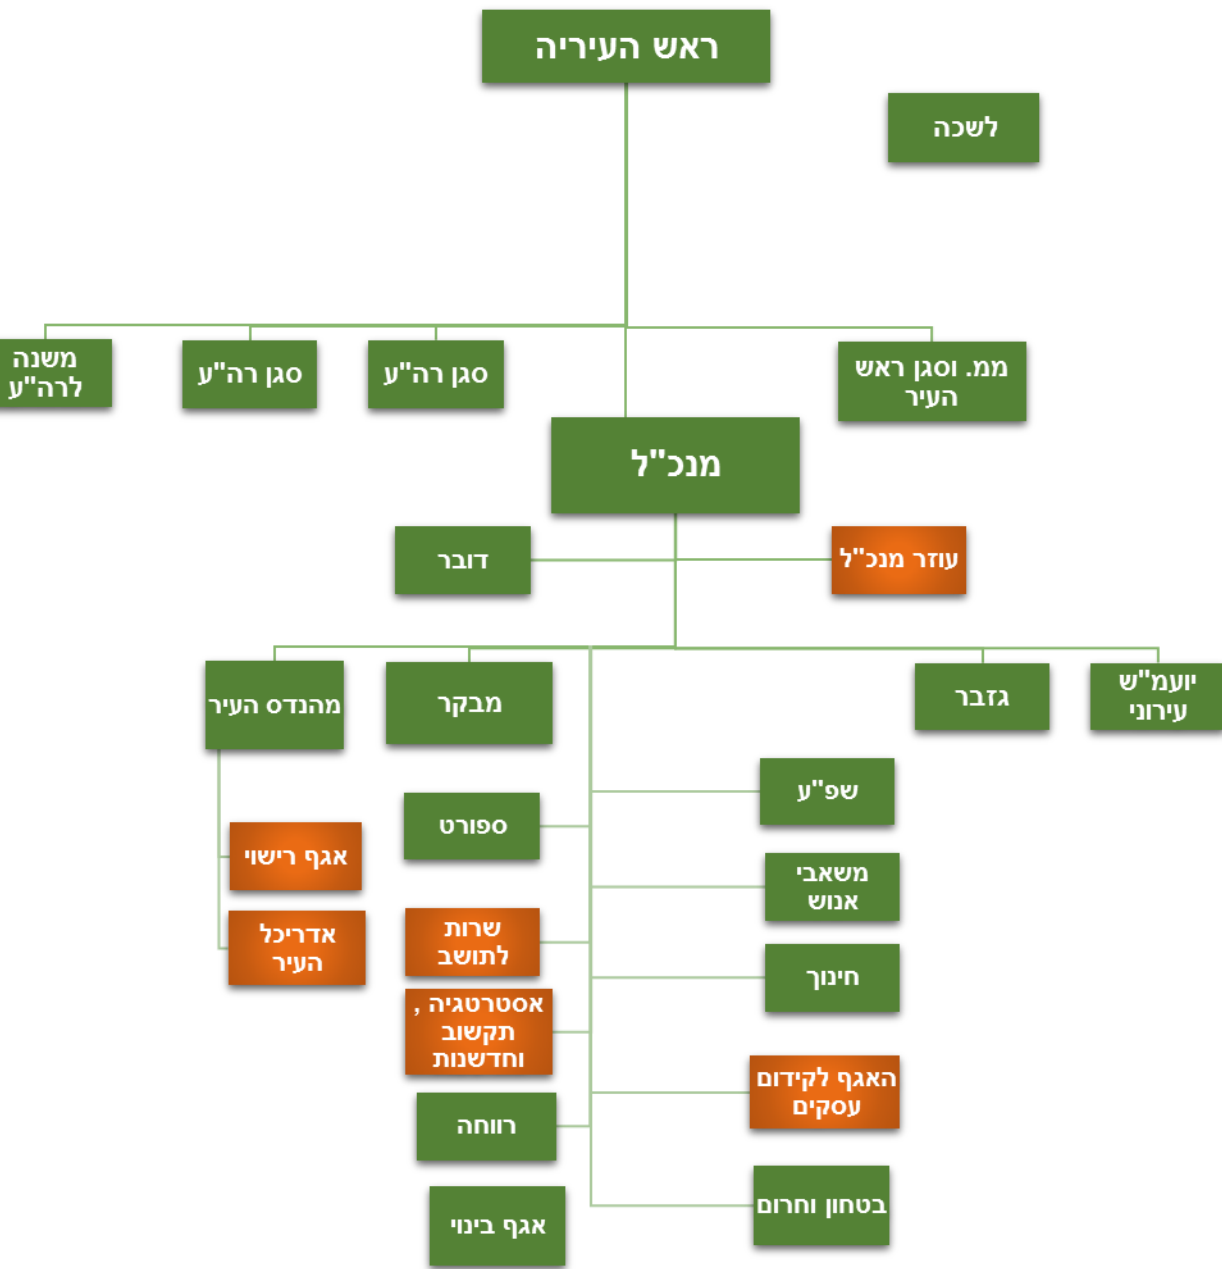 ראש העיריה
לשכה
ממ. וסגן ראש
העיר
סגן רה"ע
סגן רה"ע
משנה
לרה"ע
מנכ"ל
עוזר מנכ"ל
דובר
יועמ"ש
עירוני
גזבר
מבקר
מהנדס העיר
שפ"ע
משאבי
אנוש
חינוך
האגף לקידום
עסקים
בטחון וחרום
ספורט
שרות
לתושב
אסטרטגיה ,
תקשוב
וחדשנות
רווחה
אגף בינוי
אגף רישוי
אדריכל
העיר